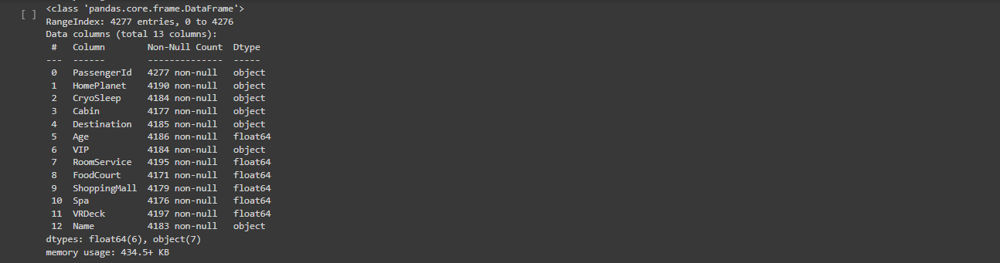 [ ] <class 'pandas.core.frame.DataFrame'>
RangeIndex: 4277 entries, 0 to 4276
Data columns (total 13 columns):
 #   Column        Non-Null Count  Dtype
---  ------        --------------  -----
 0   PassengerId   4277 non-null   object
 1   HomePlanet    4190 non-null   object
 2   CryoSleep     4184 non-null   object
 3   Cabin         4177 non-null   object
 4   Destination   4185 non-null   object
 5   Age           4186 non-null   float64
 6   VIP           4184 non-null   object
 7   RoomService   4195 non-null   float64
 8   FoodCourt     4171 non-null   float64
 9   ShoppingMall  4179 non-null   float64
 10  Spa           4176 non-null   float64
 11  VRDeck        4197 non-null   float64
 12  Name          4183 non-null   object
dtypes: float64(6), object(7)
memory usage: 434.5+ KB